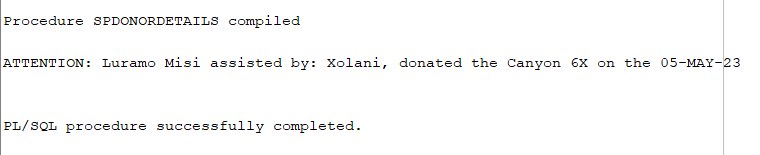 Procedure SPDONORDETAILS compiled
ATTENTION: Luramo Misi assisted by: Xolani, donated the Canyon 6X on the 05-MAY-23
PL/SQL procedure successfully completed.